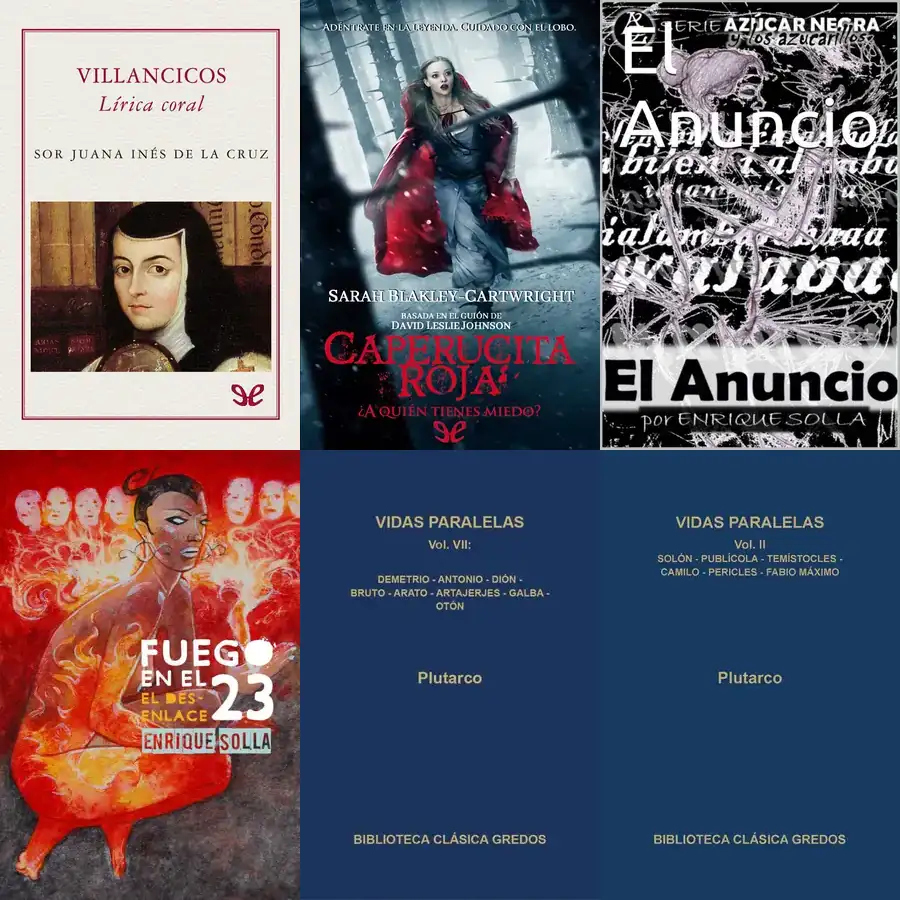 VILLANCICOS
Lírica coral
SOR JUANA INÉS DE LA CRUZ
ADÉNTRATE EN LA LEYENDA. CUIDADO CON EL LOBO.
SARAH BLAKLEY-CARTWRIGHT
BASADA EN EL GUIÓN DE
DAVID LESLIE JOHNSON
CAPERUCITA
ROJA
¿A QUIÉN TIENES MIEDO?
SERIE AZÚCAR NEGRA
y los azucarillos
El
Anuncio
El Anuncio
por ENRIQUE SOLLA
FUEGO
EN EL 23
EL DES-
ENLACE
ENRIQUE SOLLA
VIDAS PARALELAS
Vol. VII:
DEMETRIO - ANTONIO - DIÓN -
BRUTO - ARATO - ARTAJERJES - GALBA -
OTÓN
Plutarco
BIBLIOTECA CLÁSICA GREDOS
VIDAS PARALELAS
Vol. II
SOLÓN - PUBLÍCOLA - TEMÍSTOCLES -
CAMILO - PERICLES - FABIO MÁXIMO
Plutarco
BIBLIOTECA CLÁSICA GREDOS